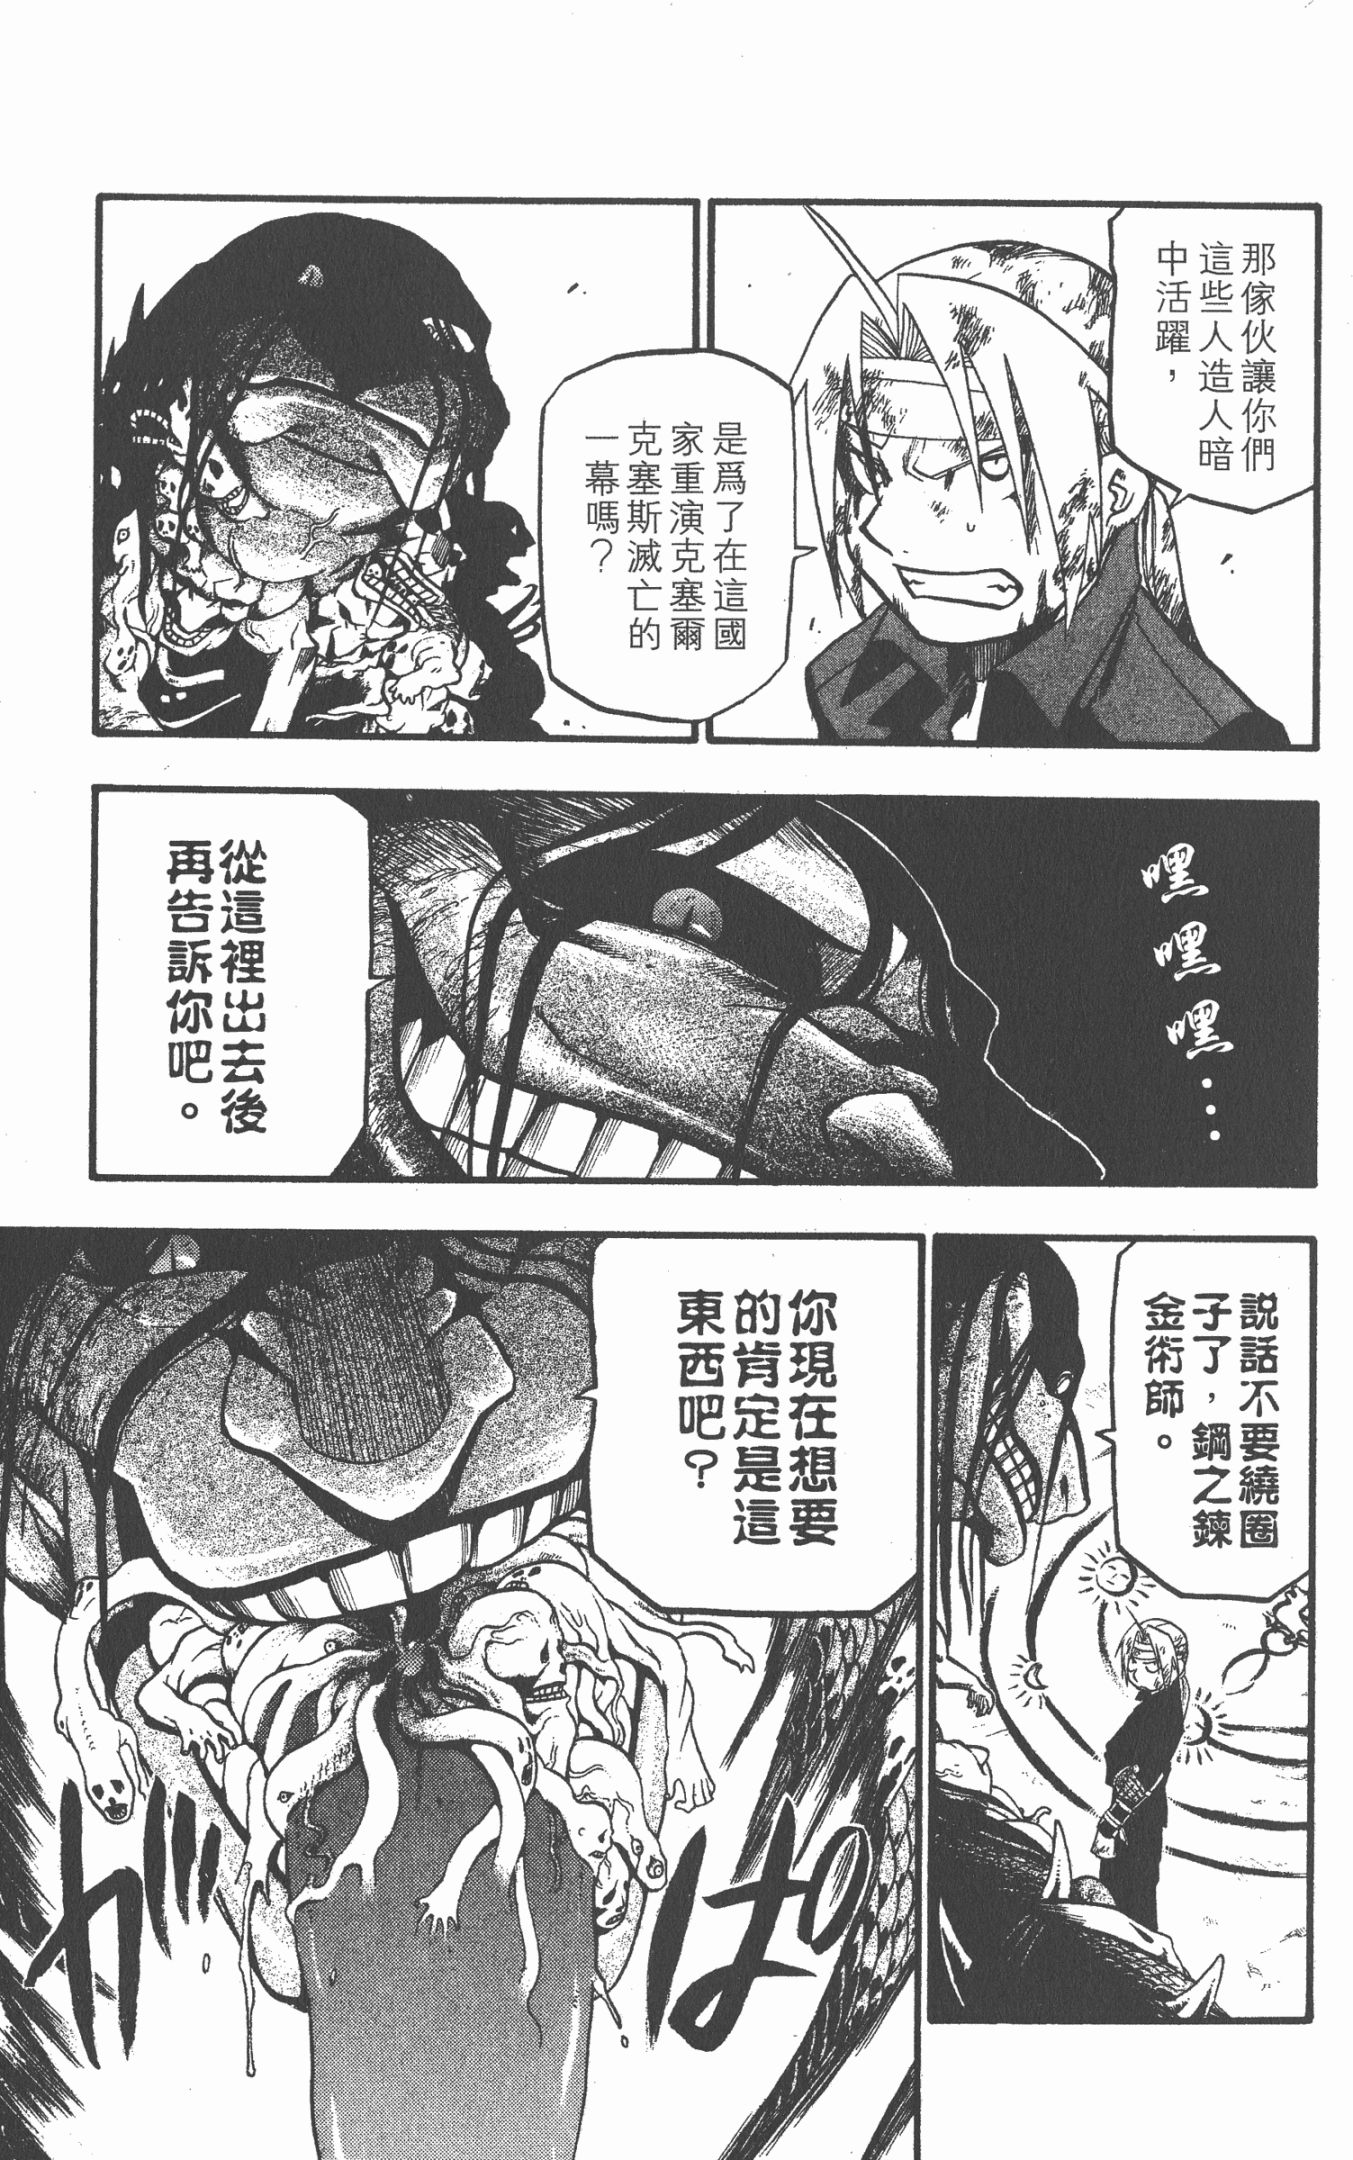 那傢伙讓你們
這些人造人暗
中活躍，
是爲了在這國
家重演克塞爾
克塞斯滅亡的
一幕嗎？
嘿嘿嘿…
從這裡出去後
再告訴你吧。
説話不要繞圈
子了，鋼之鍊
金術師。
你現在想要
的肯定是這
東西吧？
ぱ
ガ